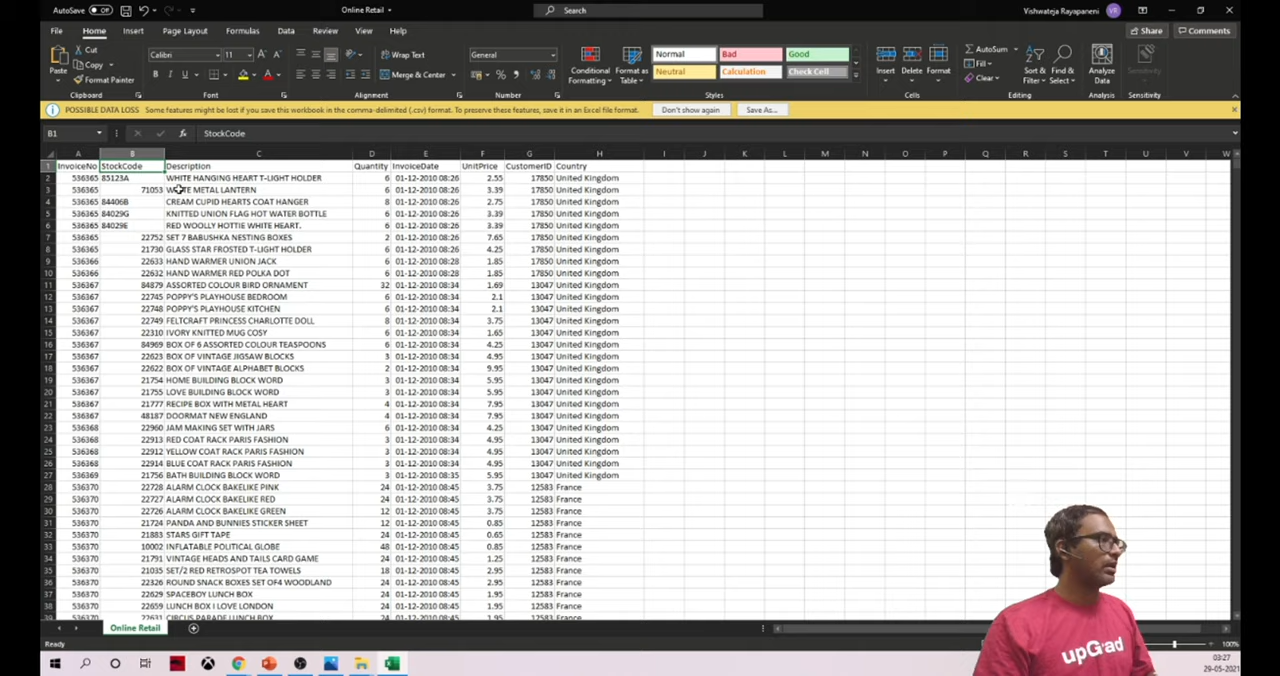 AutoSave Off Online Retail Search Vishwateja Rayapaneni VR
File Home Insert Page Layout Formulas Data Review View Help Share Comments
Cut Calibri 11 Wrap Text General Normal Bad Good AutoSum
Copy Fill
Paste Format Painter Merge & Center Conditional Formatting Format as Table Neutral Calculation Check Cell Insert Delete Format Clear Sort & Filter Find & Select Analyze Data Sensitivity
Clipboard Font Alignment Number Styles Cells Editing Analysis Sensitivity
POSSIBLE DATA LOSS Some features might be lost if you save this workbook in the comma-delimited (.csv) format. To preserve these features, save it in an Excel file format. Don't show again Save As...
B1 fx StockCode
A B C D E F G H I J K L M N O P Q R S T U V W
1 InvoiceNo StockCode Description Quantity InvoiceDate UnitPrice CustomerID Country
2 536365 85123A WHITE HANGING HEART T-LIGHT HOLDER 6 01-12-2010 08:26 2.55 17850 United Kingdom
3 536365 71053 WHITE METAL LANTERN 6 01-12-2010 08:26 3.39 17850 United Kingdom
4 536365 84406B CREAM CUPID HEARTS COAT HANGER 8 01-12-2010 08:26 2.75 17850 United Kingdom
5 536365 84029G KNITTED UNION FLAG HOT WATER BOTTLE 6 01-12-2010 08:26 3.39 17850 United Kingdom
6 536365 84029E RED WOOLLY HOTTIE WHITE HEART. 6 01-12-2010 08:26 3.39 17850 United Kingdom
7 536365 22752 SET 7 BABUSHKA NESTING BOXES 2 01-12-2010 08:26 7.65 17850 United Kingdom
8 536365 21730 GLASS STAR FROSTED T-LIGHT HOLDER 6 01-12-2010 08:26 4.25 17850 United Kingdom
9 536366 22633 HAND WARMER UNION JACK 6 01-12-2010 08:28 1.85 17850 United Kingdom
10 536366 22632 HAND WARMER RED POLKA DOT 6 01-12-2010 08:28 1.85 17850 United Kingdom
11 536367 84879 ASSORTED COLOUR BIRD ORNAMENT 32 01-12-2010 08:34 1.69 13047 United Kingdom
12 536367 22745 POPPY'S PLAYHOUSE BEDROOM 6 01-12-2010 08:34 2.1 13047 United Kingdom
13 536367 22748 POPPY'S PLAYHOUSE KITCHEN 6 01-12-2010 08:34 2.1 13047 United Kingdom
14 536367 22749 FELTCRAFT PRINCESS CHARLOTTE DOLL 8 01-12-2010 08:34 3.75 13047 United Kingdom
15 536367 22310 IVORY KNITTED MUG COSY 6 01-12-2010 08:34 1.65 13047 United Kingdom
16 536367 84969 BOX OF 6 ASSORTED COLOUR TEASPOONS 6 01-12-2010 08:34 4.25 13047 United Kingdom
17 536367 22623 BOX OF VINTAGE JIGSAW BLOCKS 3 01-12-2010 08:34 4.95 13047 United Kingdom
18 536367 22622 BOX OF VINTAGE ALPHABET BLOCKS 2 01-12-2010 08:34 9.95 13047 United Kingdom
19 536367 21754 HOME BUILDING BLOCK WORD 3 01-12-2010 08:34 5.95 13047 United Kingdom
20 536367 21755 LOVE BUILDING BLOCK WORD 3 01-12-2010 08:34 5.95 13047 United Kingdom
21 536367 21777 RECIPE BOX WITH METAL HEART 4 01-12-2010 08:34 7.95 13047 United Kingdom
22 536367 48187 DOORMAT NEW ENGLAND 4 01-12-2010 08:34 7.95 13047 United Kingdom
23 536368 22960 JAM MAKING SET WITH JARS 6 01-12-2010 08:34 4.25 13047 United Kingdom
24 536368 22913 RED COAT RACK PARIS FASHION 3 01-12-2010 08:34 4.95 13047 United Kingdom
25 536368 22912 YELLOW COAT RACK PARIS FASHION 3 01-12-2010 08:34 4.95 13047 United Kingdom
26 536368 22914 BLUE COAT RACK PARIS FASHION 3 01-12-2010 08:34 4.95 13047 United Kingdom
27 536369 21756 BATH BUILDING BLOCK WORD 3 01-12-2010 08:35 5.95 13047 United Kingdom
28 536370 22728 ALARM CLOCK BAKELIKE PINK 24 01-12-2010 08:45 3.75 12583 France
29 536370 22727 ALARM CLOCK BAKELIKE RED 24 01-12-2010 08:45 3.75 12583 France
30 536370 22726 ALARM CLOCK BAKELIKE GREEN 12 01-12-2010 08:45 3.75 12583 France
31 536370 21724 PANDA AND BUNNIES STICKER SHEET 12 01-12-2010 08:45 0.85 12583 France
32 536370 21883 STARS GIFT TAPE 24 01-12-2010 08:45 0.65 12583 France
33 536370 10002 INFLATABLE POLITICAL GLOBE 48 01-12-2010 08:45 0.85 12583 France
34 536370 21791 VINTAGE HEADS AND TAILS CARD GAME 24 01-12-2010 08:45 1.25 12583 France
35 536370 21035 SET/2 RED RETROSPOT TEA TOWELS 18 01-12-2010 08:45 2.95 12583 France
36 536370 22326 ROUND SNACK BOXES SET OF4 WOODLAND 24 01-12-2010 08:45 2.95 12583 France
37 536370 22629 SPACEBOY LUNCH BOX 24 01-12-2010 08:45 1.95 12583 France
38 536370 22659 LUNCH BOX I LOVE LONDON 24 01-12-2010 08:45 1.95 12583 France
39 536370 22631 CIRCUS PARADE LUNCH BOX 24 01-12-2010 08:45 1.95 12583 France
Online Retail
Ready 100%
upGrad
03:27
29-05-2021